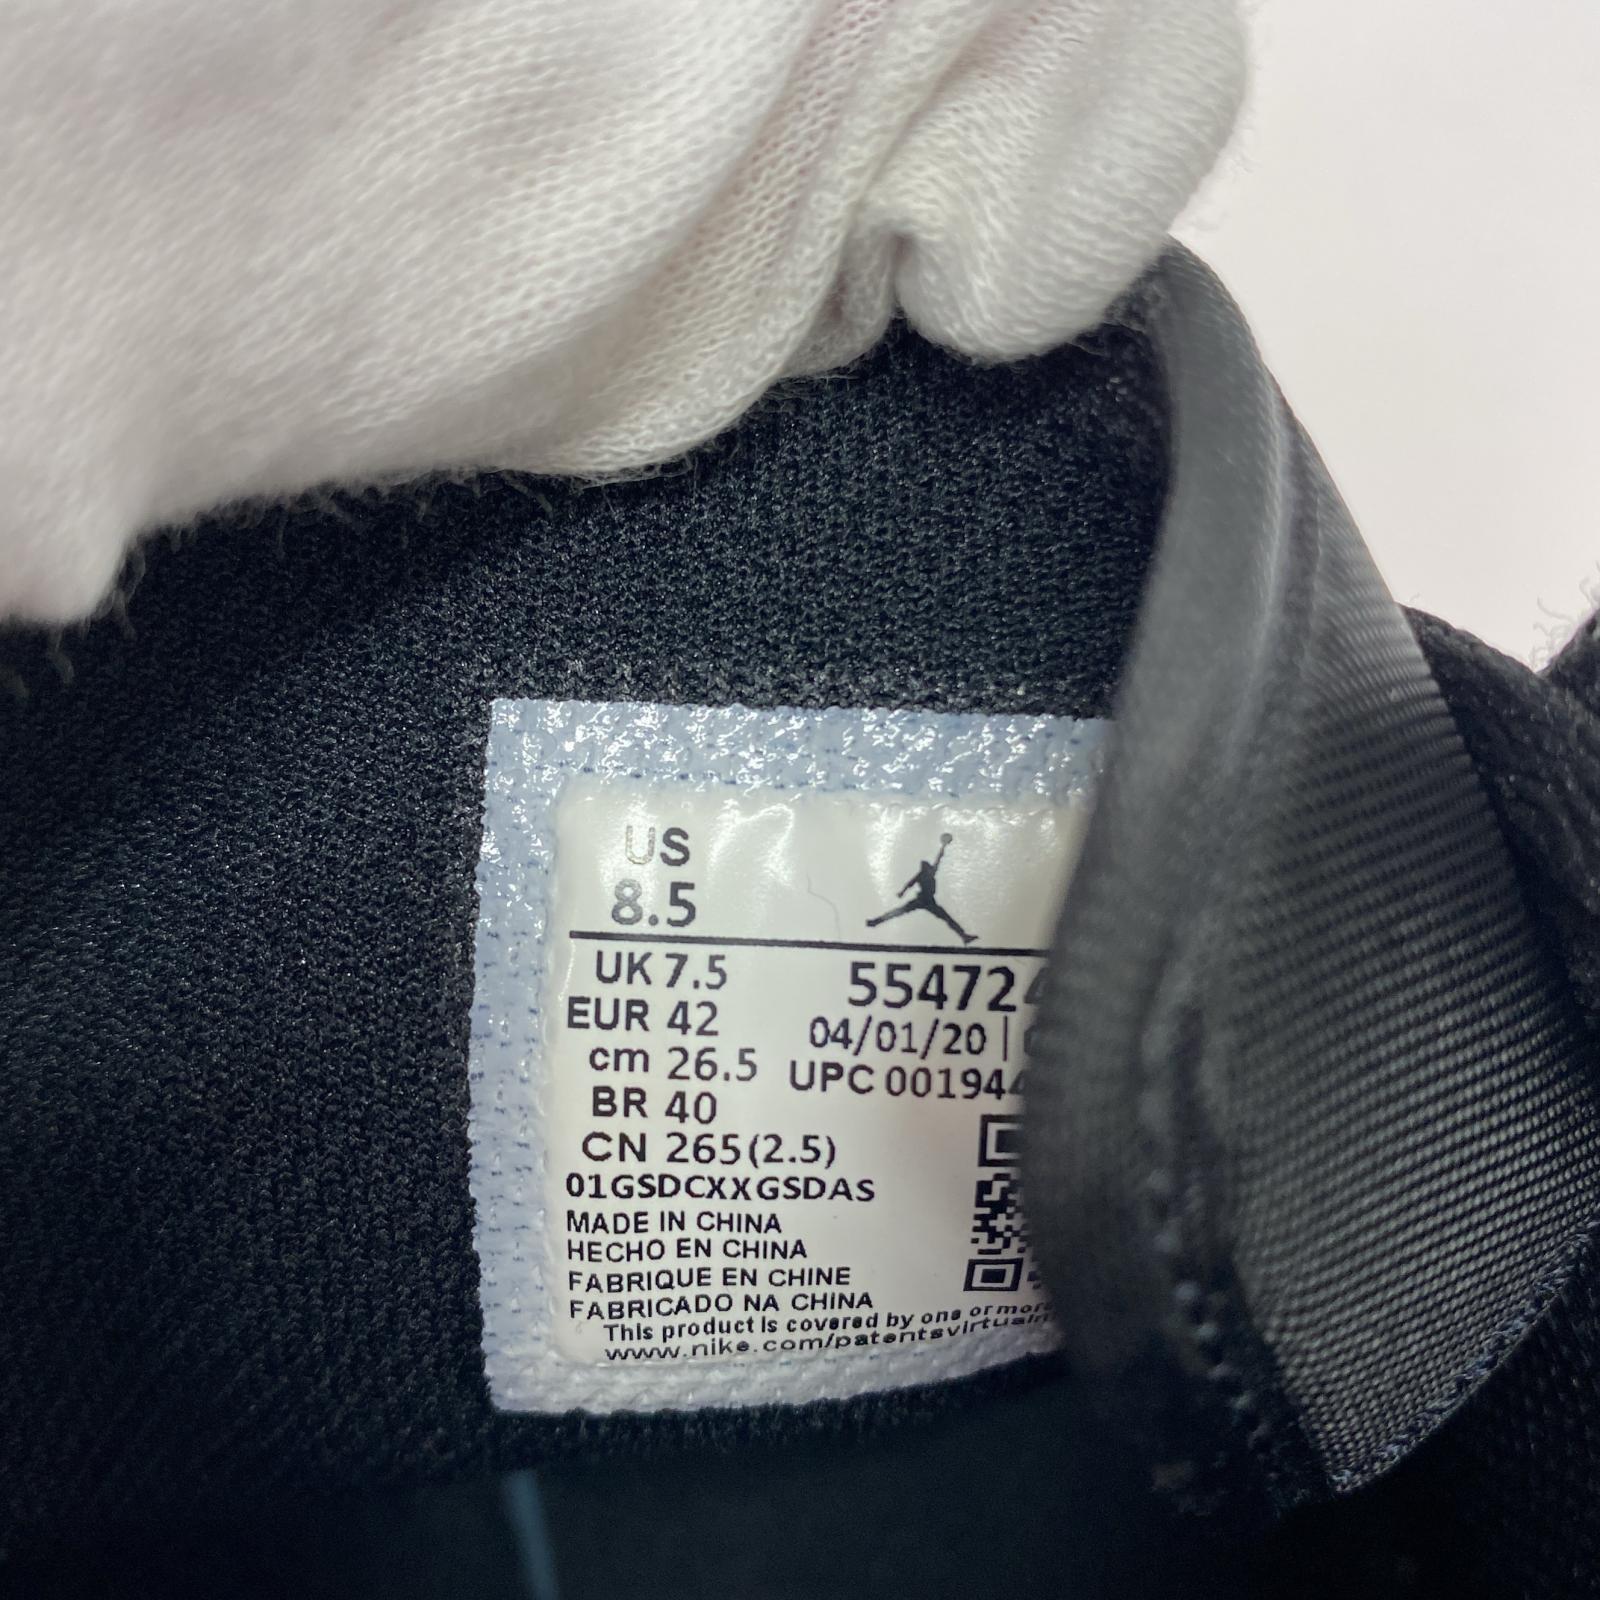 US
8.5
UK 7.5
EUR 42
cm 26.5
BR 40
CN 265(2.5)
55472
04/01/20 |
UPC 001944
01GSDCXXGSDAS
MADE IN CHINA
HECHO EN CHINA
FABRIQUE EN CHINE
FABRICADO NA CHINA
This product is covered by one or more
www.nike.com/patentsvirtual